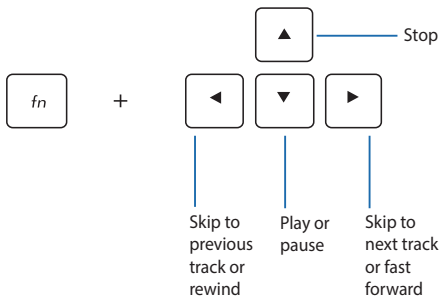 Stop
fn
+
Skip to
previous
track or
rewind
Play or
pause
Skip to
next track
or fast
forward